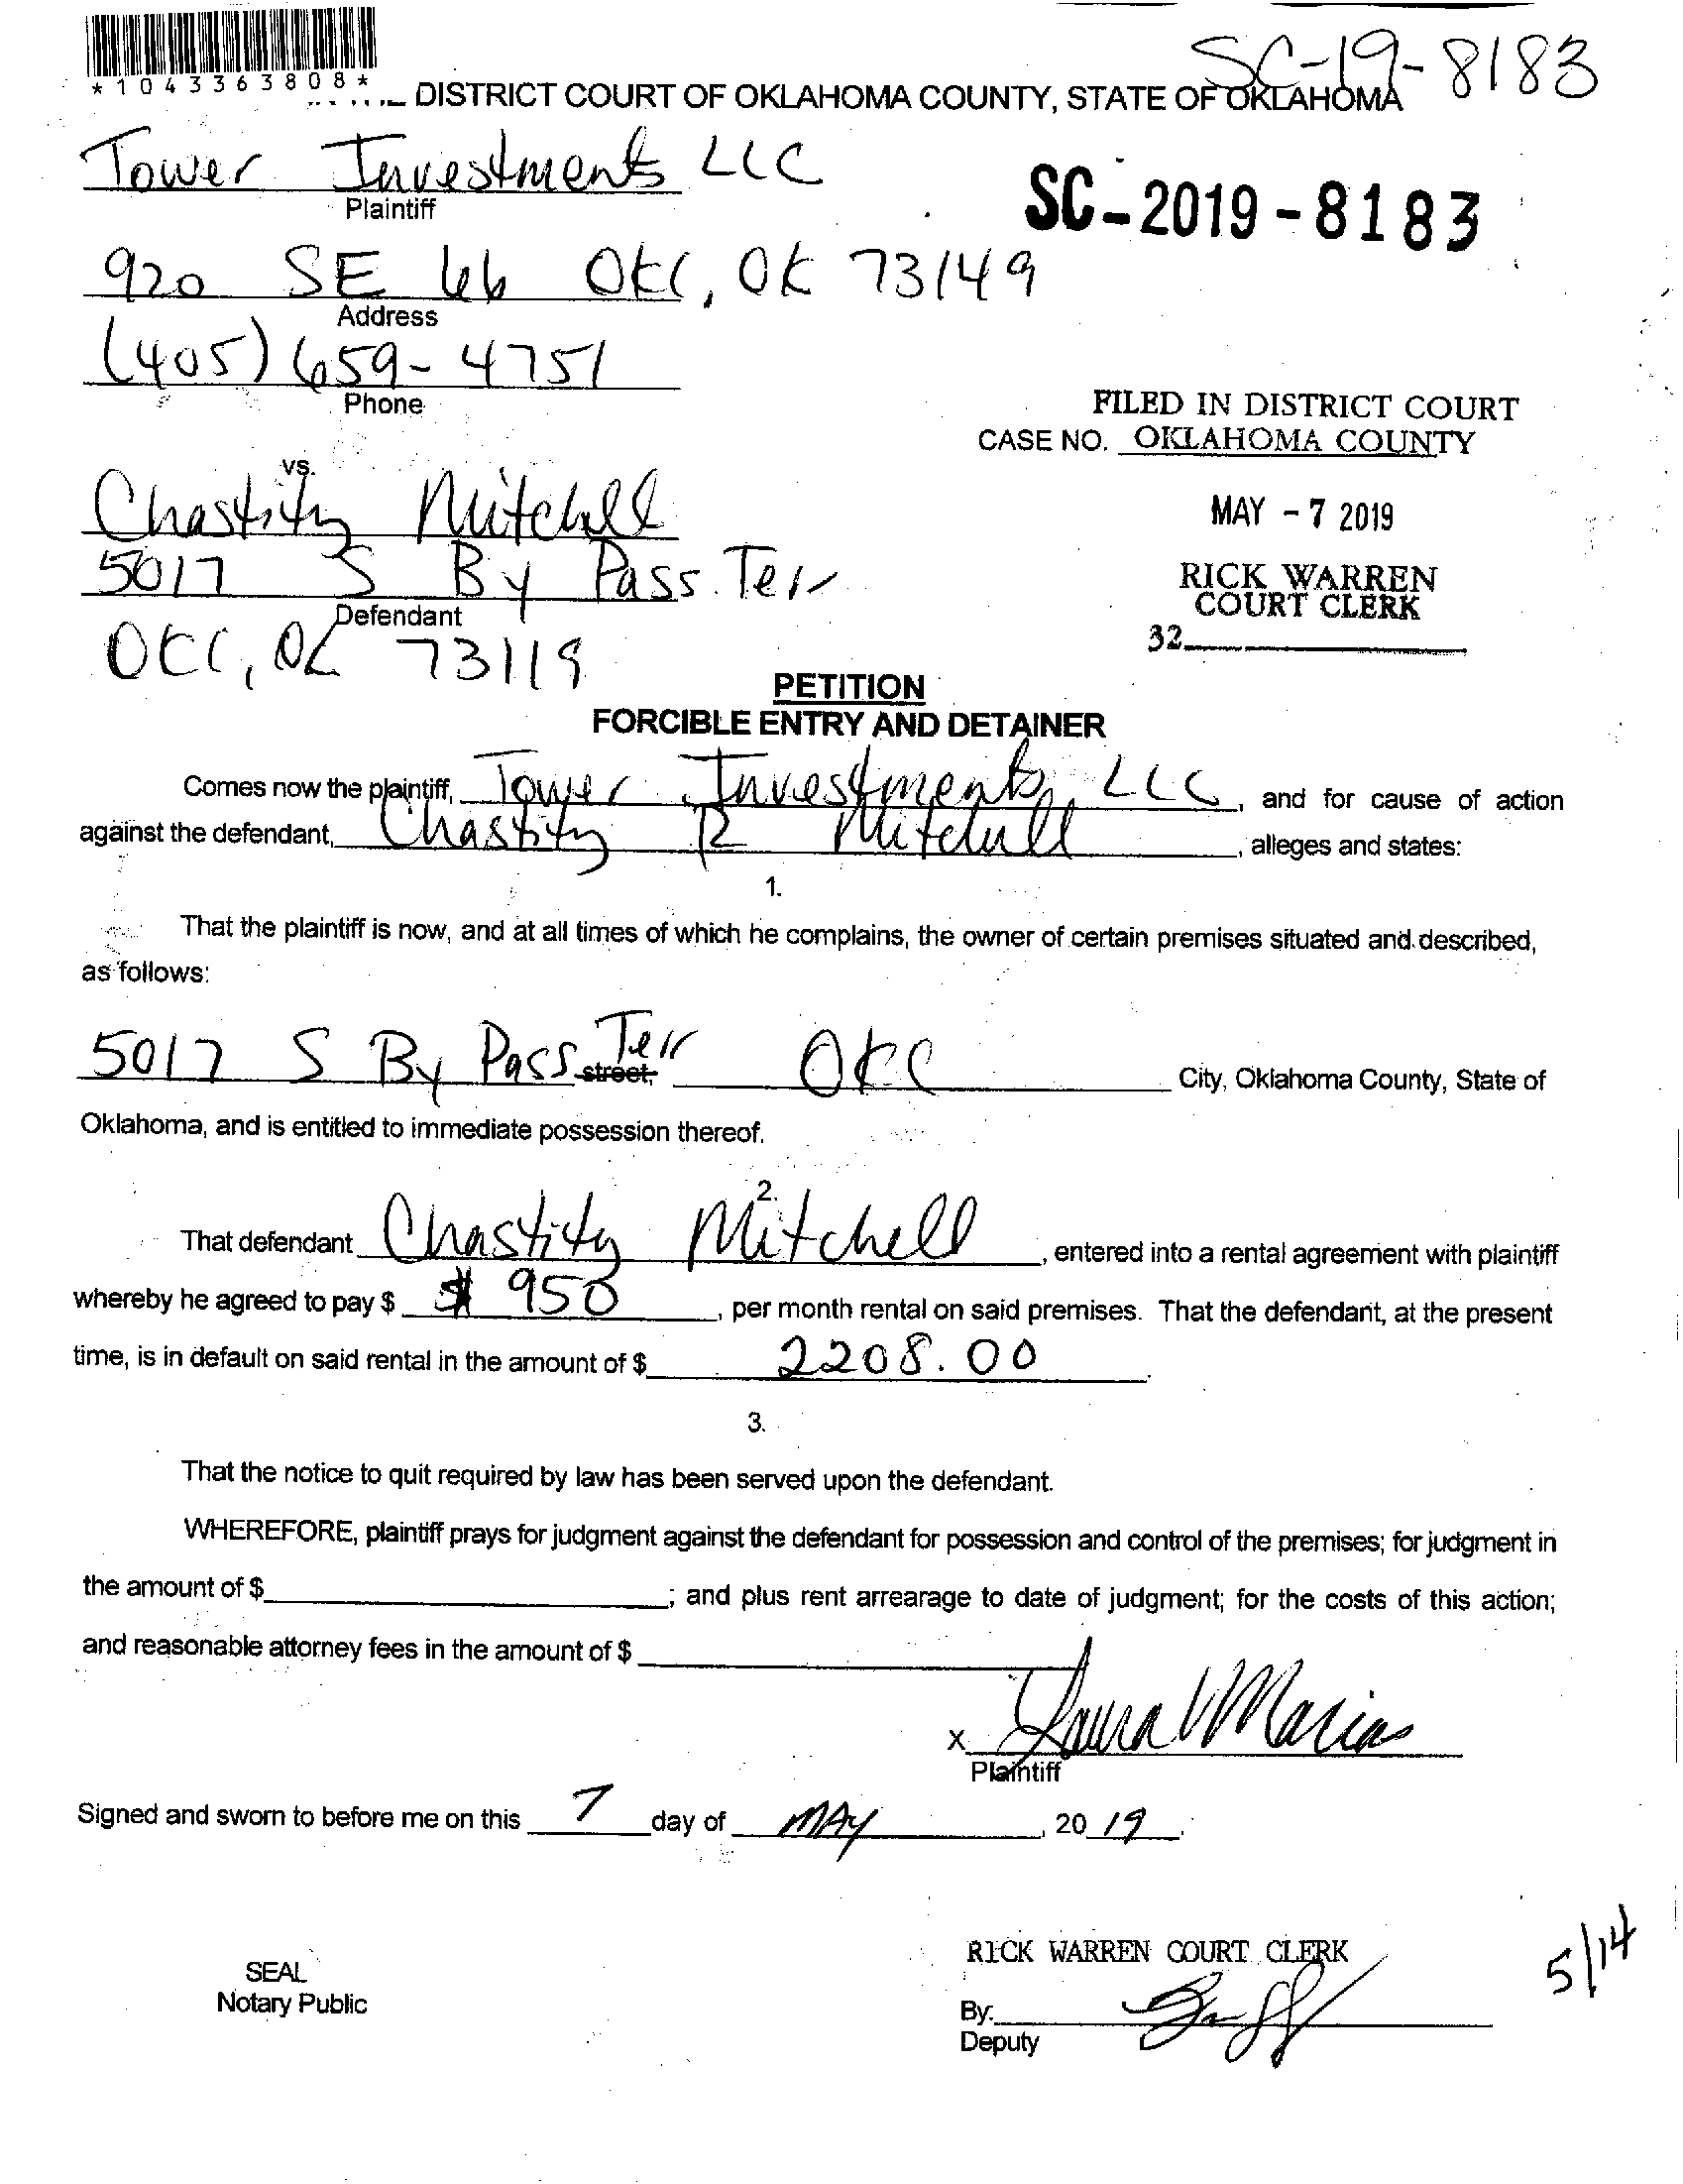 SC-19-8183
*1043363808*
DISTRICT COURT OF OKLAHOMA COUNTY, STATE OF OKLAHOMA
Tower Investments LLC
Plaintiff
SC-2019-8183
920 SE 66 OKC, OK 73149
Address
(405) 659-4751
Phone
FILED IN DISTRICT COURT
CASE NO. OKLAHOMA COUNTY
vs.
Chastity Mitchell
MAY -7 2019
5017 S By Pass Terr
Defendant
RICK WARREN
COURT CLERK
OKC, OK 73119
32
PETITION
FORCIBLE ENTRY AND DETAINER
Comes now the plaintiff, Tower Investments LLC, and for cause of action
against the defendant, Chastity R Mitchell, alleges and states:
1.
That the plaintiff is now, and at all times of which he complains, the owner of certain premises situated and described,
as follows:
5017 S By Pass Terr street, OKC City, Oklahoma County, State of
Oklahoma, and is entitled to immediate possession thereof.
2.
That defendant Chastity Mitchell, entered into a rental agreement with plaintiff
whereby he agreed to pay $ $ 950, per month rental on said premises. That the defendant, at the present
time, is in default on said rental in the amount of $ 2208.00.
3.
That the notice to quit required by law has been served upon the defendant.
WHEREFORE, plaintiff prays for judgment against the defendant for possession and control of the premises; for judgment in
the amount of $ ; and plus rent arrearage to date of judgment; for the costs of this action;
and reasonable attorney fees in the amount of $
X Laura Macias
Plaintiff
Signed and sworn to before me on this 7 day of MAY, 20 19.
RICK WARREN COURT CLERK
5/14
SEAL
Notary Public
By:
Deputy